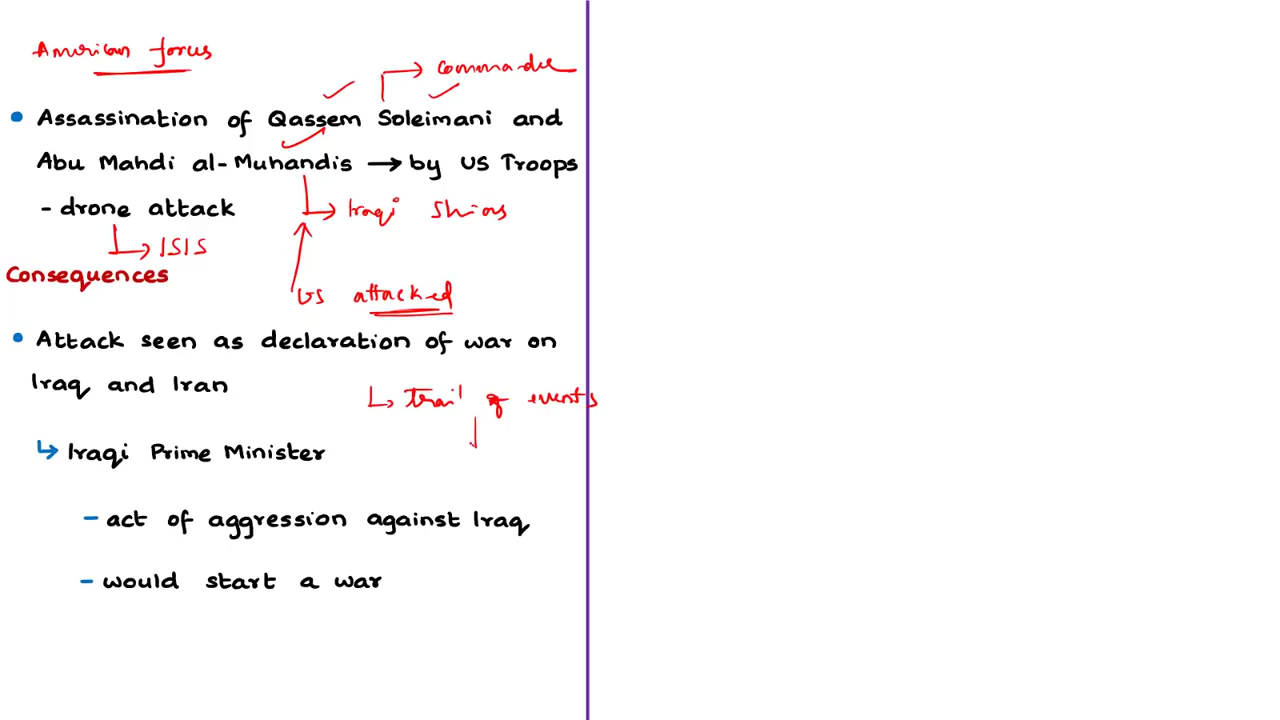 American forces
commader
• Assassination of Qassem Soleimani and
Abu Mahdi al-Muhandis → by US Troops
- drone attack
Iraqi Shias
ISIS
Consequences
US attacked
• Attack seen as declaration of war on
Iraq and Iran
trail of events
↳ Iraqi Prime Minister
- act of aggression against Iraq
- would start a war